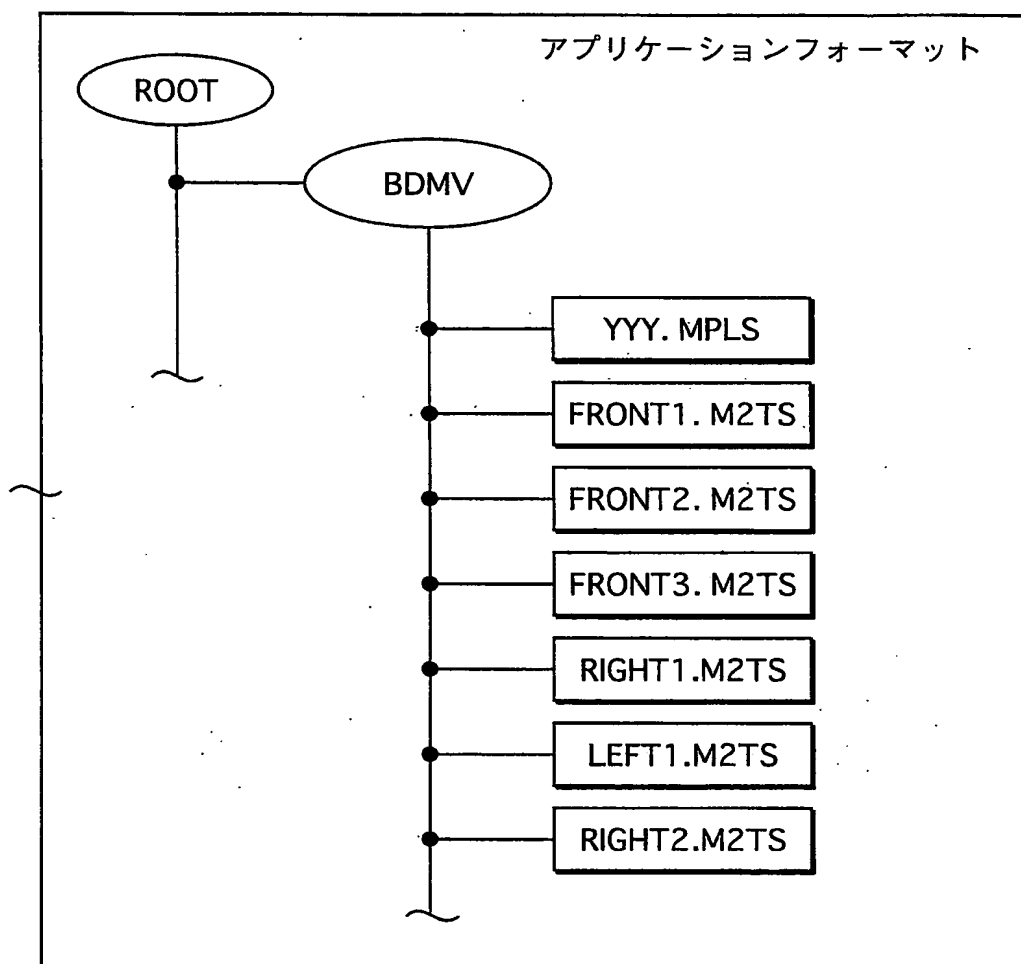 アプリケーションフォーマット
ROOT
BDMV
YYY. MPLS
FRONT1. M2TS
FRONT2. M2TS
FRONT3. M2TS
RIGHT1.M2TS
LEFT1.M2TS
RIGHT2.M2TS